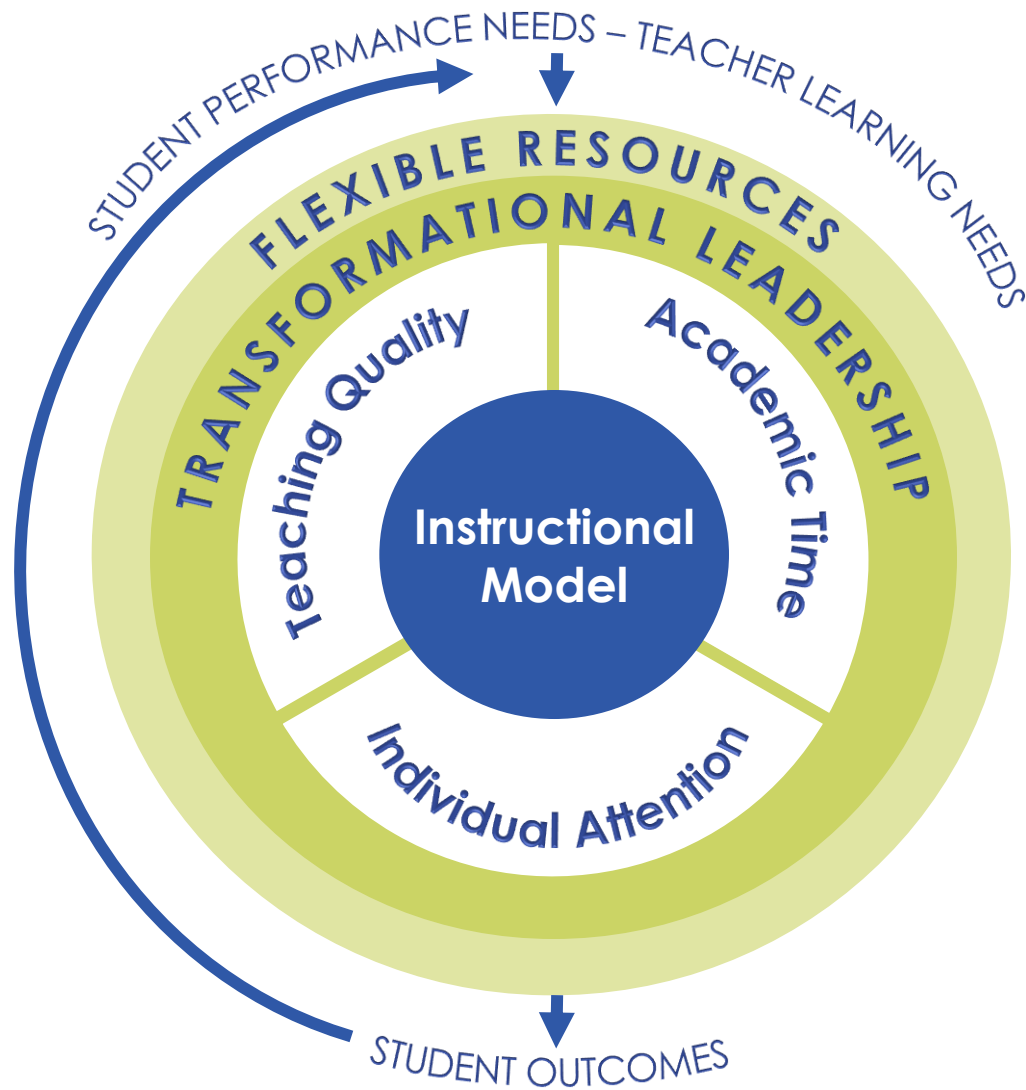 STUDENT PERFORMANCE NEEDS – TEACHER LEARNING NEEDS
FLEXIBLE RESOURCES
TRANSFORMATIONAL LEADERSHIP
Teaching Quality
Academic Time
Instructional
Model
Individual Attention
STUDENT OUTCOMES